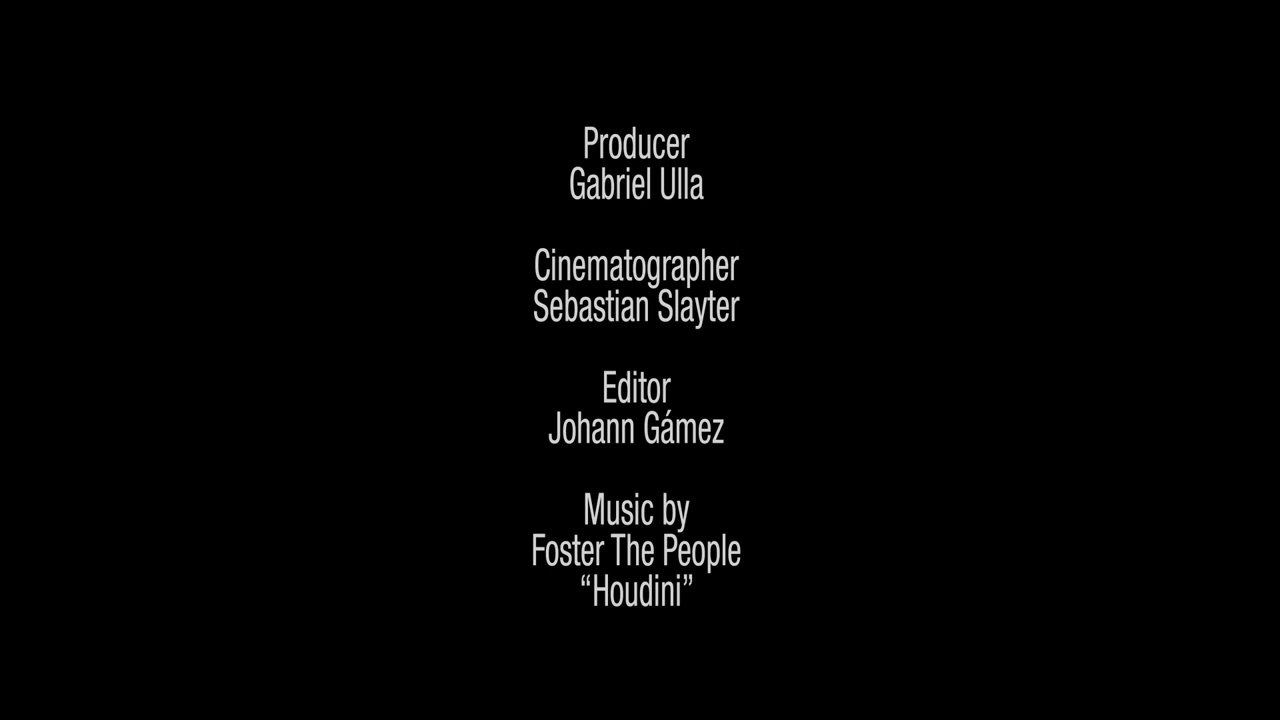 Producer
Gabriel Ulla
Cinematographer
Sebastian Slayter
Editor
Johann Gámez
Music by
Foster The People
“Houdini”